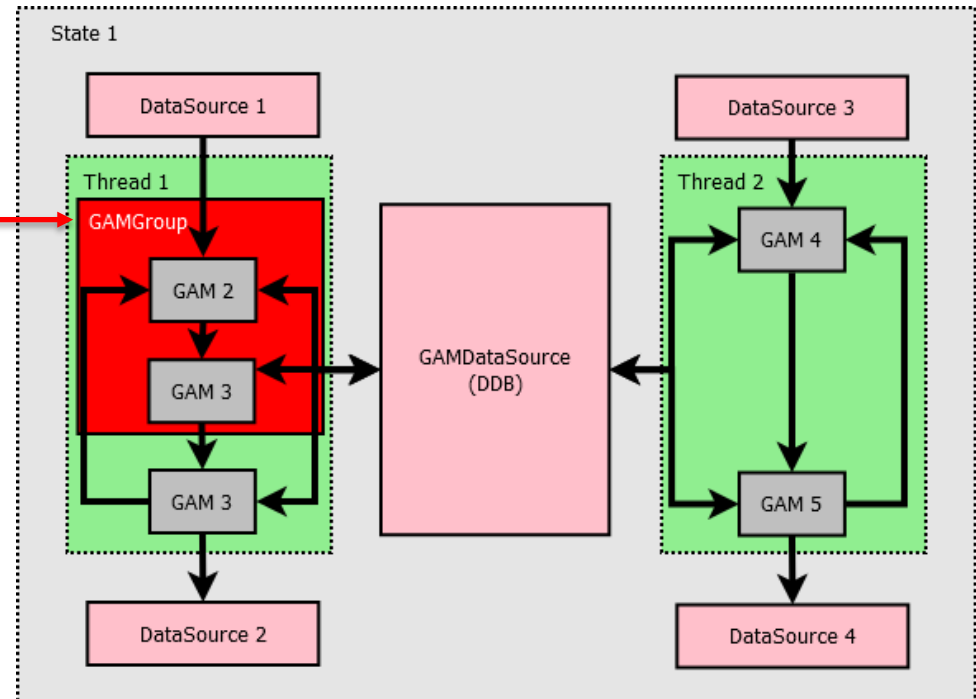 State 1
DataSource 1
Thread 1
GAMGroup
GAM 2
GAM 3
GAM 3
DataSource 2
GAMDataSource
(DDB)
DataSource 3
Thread 2
GAM 4
GAM 5
DataSource 4